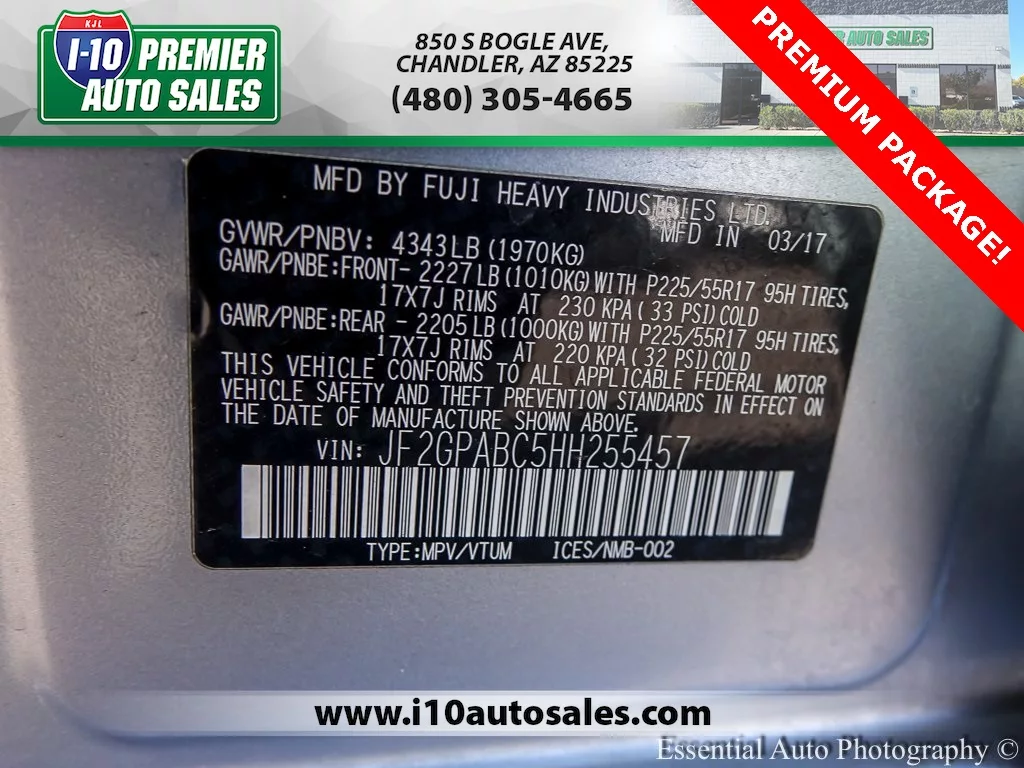 KJL
I-10 PREMIER
AUTO SALES
850 S BOGLE AVE,
CHANDLER, AZ 85225
(480) 305-4665
AUTO SALES
PREMIUM PACKAGE!
MFD BY FUJI HEAVY INDUSTRIES LTD.
MFD IN 03/17
GVWR/PNBV: 4343LB (1970KG)
GAWR/PNBE:FRONT- 2227LB (1010KG) WITH P225/55R17 95H TIRES,
17X7J RIMS AT 230 KPA (33 PSI) COLD
GAWR/PNBE:REAR - 2205LB (1000KG) WITH P225/55R17 95H TIRES,
17X7J RIMS AT 220 KPA (32 PSI) COLD
THIS VEHICLE CONFORMS TO ALL APPLICABLE FEDERAL MOTOR
VEHICLE SAFETY AND THEFT PREVENTION STANDARDS IN EFFECT ON
THE DATE OF MANUFACTURE SHOWN ABOVE.
VIN: JF2GPABC5HH255457
TYPE:MPV/VTUM ICES/NMB-002
www.i10autosales.com
Essential Auto Photography ©